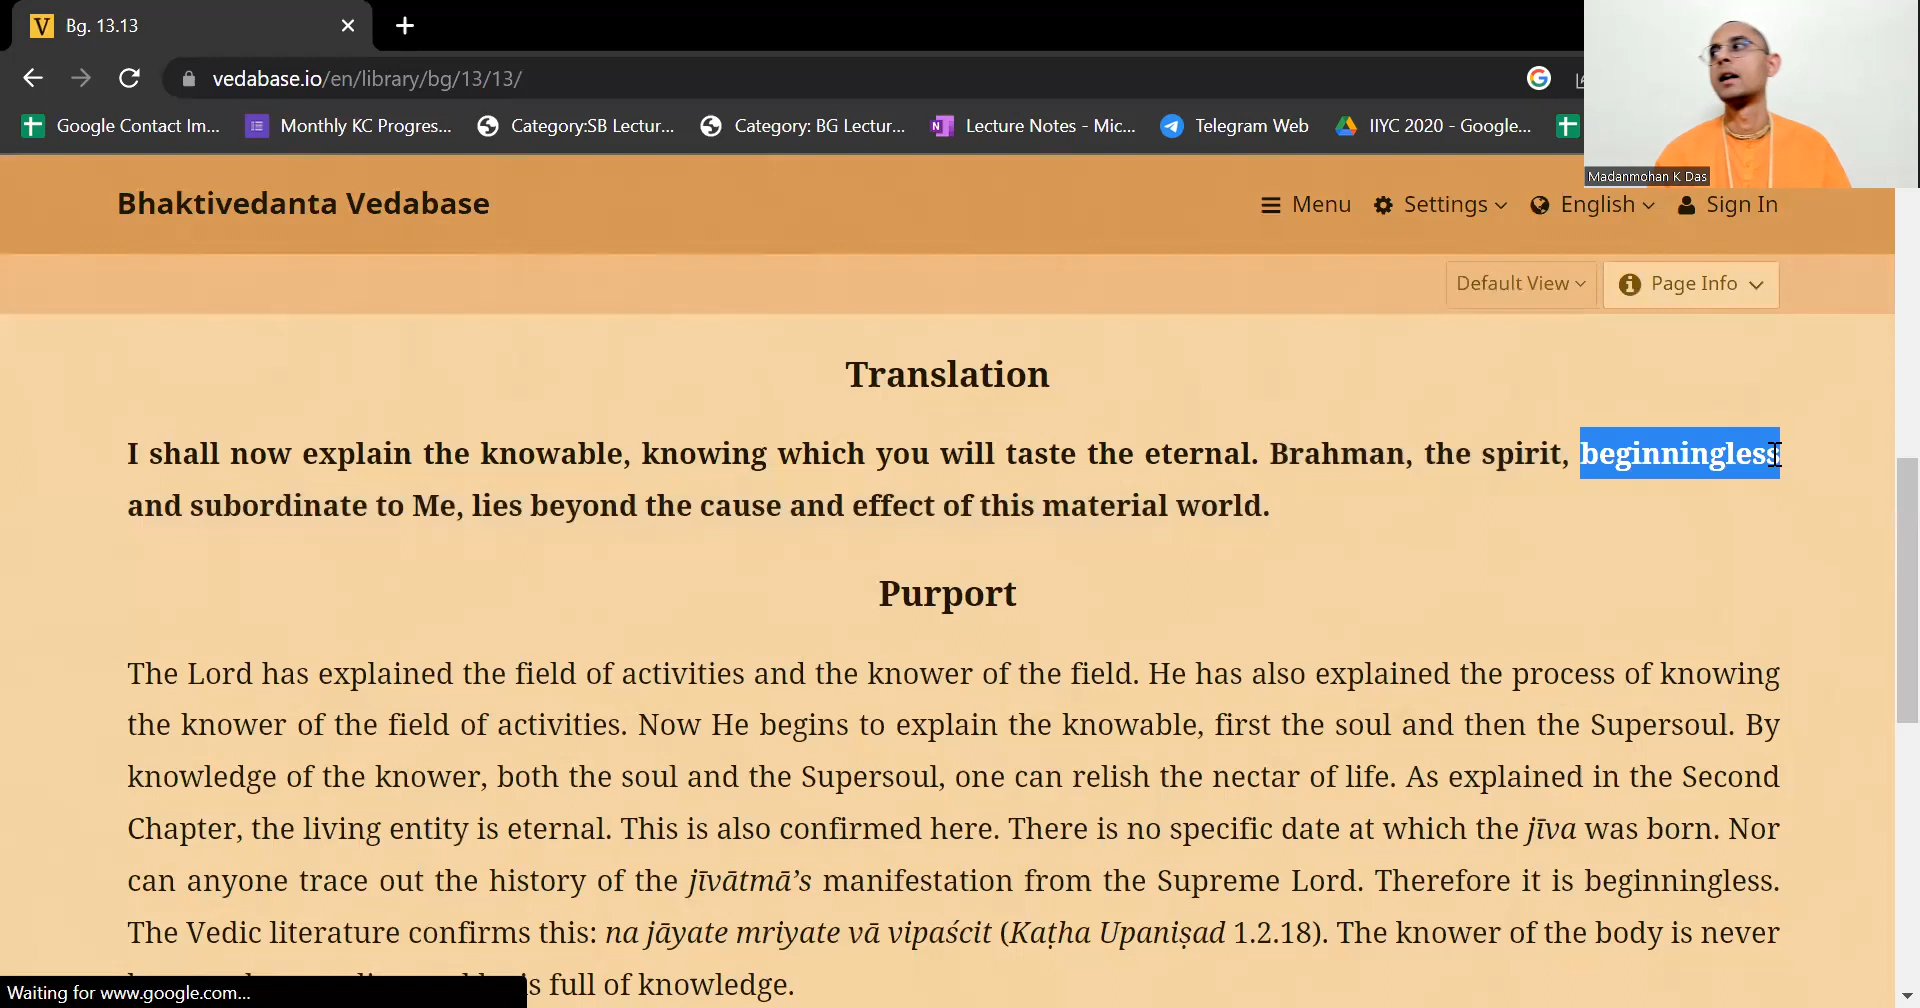 Bg. 13.13
vedabase.io/en/library/bg/13/13/
Google Contact Im... Monthly KC Progres... Category:SB Lectur... Category: BG Lectur... Lecture Notes - Mic... Telegram Web IIYC 2020 - Google...
Madanmohan K Das
Bhaktivedanta Vedabase Menu Settings English Sign In
Default View Page Info
Translation
I shall now explain the knowable, knowing which you will taste the eternal. Brahman, the spirit, beginningless
and subordinate to Me, lies beyond the cause and effect of this material world.
Purport
The Lord has explained the field of activities and the knower of the field. He has also explained the process of knowing
the knower of the field of activities. Now He begins to explain the knowable, first the soul and then the Supersoul. By
knowledge of the knower, both the soul and the Supersoul, one can relish the nectar of life. As explained in the Second
Chapter, the living entity is eternal. This is also confirmed here. There is no specific date at which the jīva was born. Nor
can anyone trace out the history of the jīvātmā’s manifestation from the Supreme Lord. Therefore it is beginningless.
The Vedic literature confirms this: na jāyate mriyate vā vipaścit (Kaṭha Upaniṣad 1.2.18). The knower of the body is never
full of knowledge.
Waiting for www.google.com...